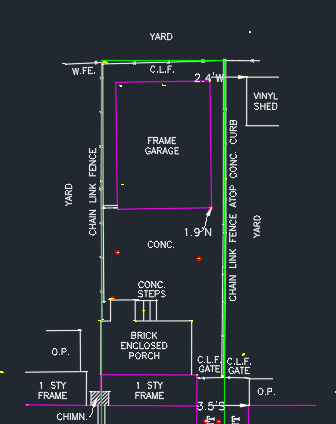 YARD
W.FE.
C.L.F.
2.4'W
VINYL
SHED
FRAME
GARAGE
CHAIN LINK FENCE
YARD
CHAIN LINK FENCE ATOP CONC. CURB
YARD
1.9'N
CONC.
CONC.
STEPS
BRICK
ENCLOSED
PORCH
O.P.
C.L.F.
GATE
C.L.F.
GATE
1 STY
FRAME
1 STY
FRAME
O.P.
3.5'S
CHIMN.